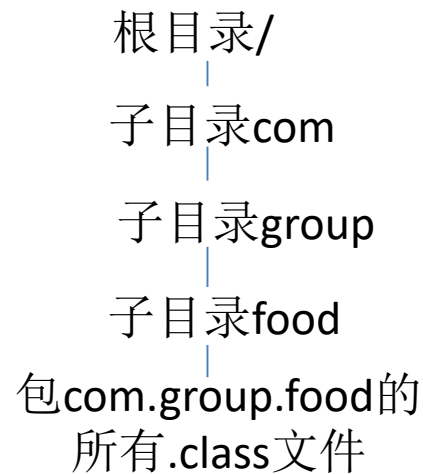 根目录/
子目录com
子目录group
子目录food
包com.group.food的
所有.class文件